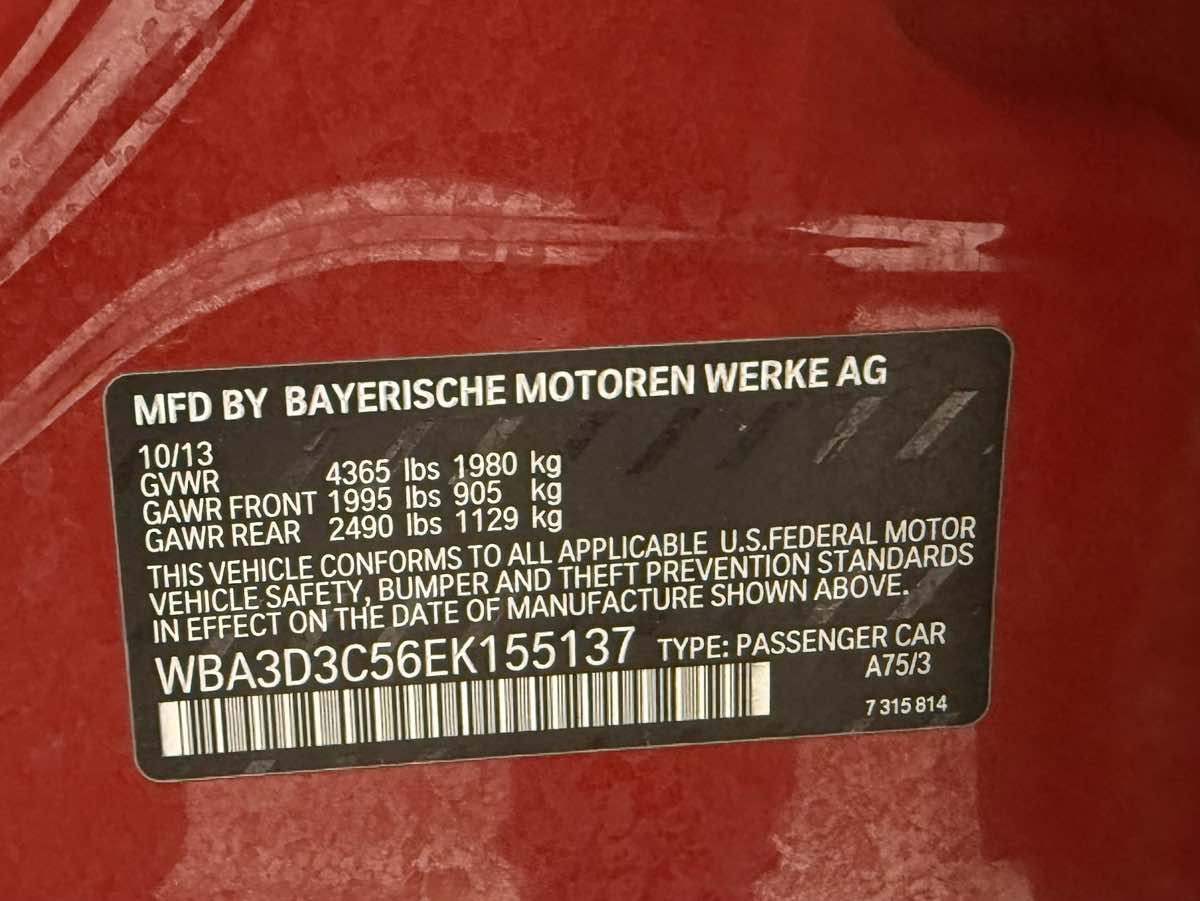 MFD BY BAYERISCHE MOTOREN WERKE AG
10/13
GVWR 4365 lbs 1980 kg
GAWR FRONT 1995 lbs 905 kg
GAWR REAR 2490 lbs 1129 kg
THIS VEHICLE CONFORMS TO ALL APPLICABLE U.S.FEDERAL MOTOR
VEHICLE SAFETY, BUMPER AND THEFT PREVENTION STANDARDS
IN EFFECT ON THE DATE OF MANUFACTURE SHOWN ABOVE.
WBA3D3C56EK155137 TYPE: PASSENGER CAR
A75/3
7 315 814